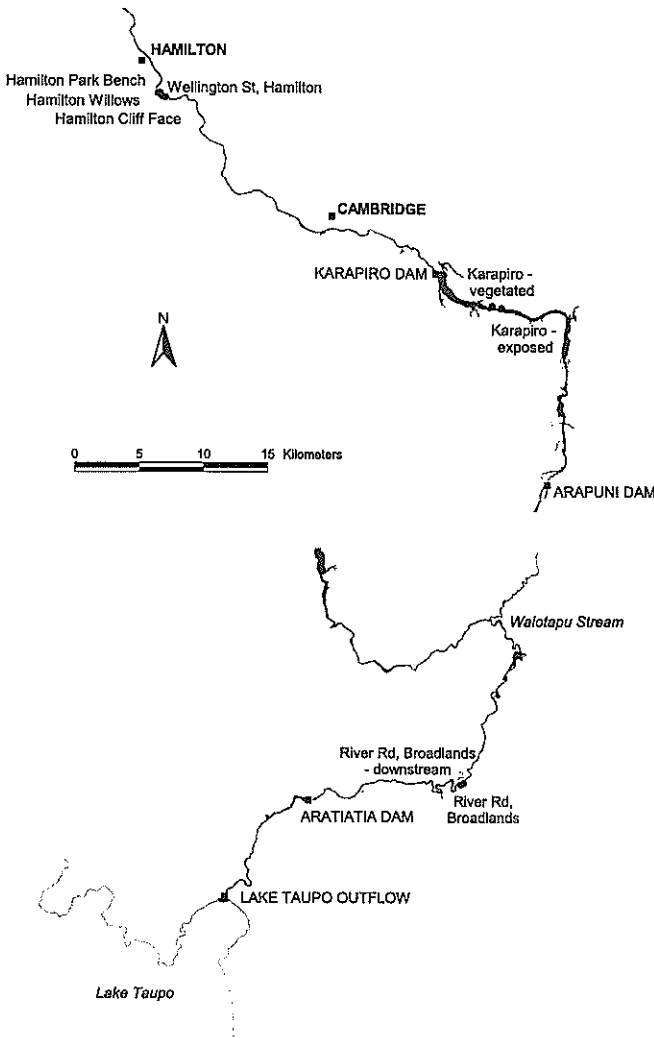 HAMILTON
Hamilton Park Bench
Wellington St, Hamilton
Hamilton Willows
Hamilton Cliff Face
CAMBRIDGE
KARAPIRO DAM
Karapiro -
vegetated
Karapiro -
exposed
N
0 5 10 15 Kilometers
ARAPUNI DAM
Waiotapu Stream
River Rd, Broadlands
- downstream
River Rd,
Broadlands
ARATIATIA DAM
LAKE TAUPO OUTFLOW
Lake Taupo